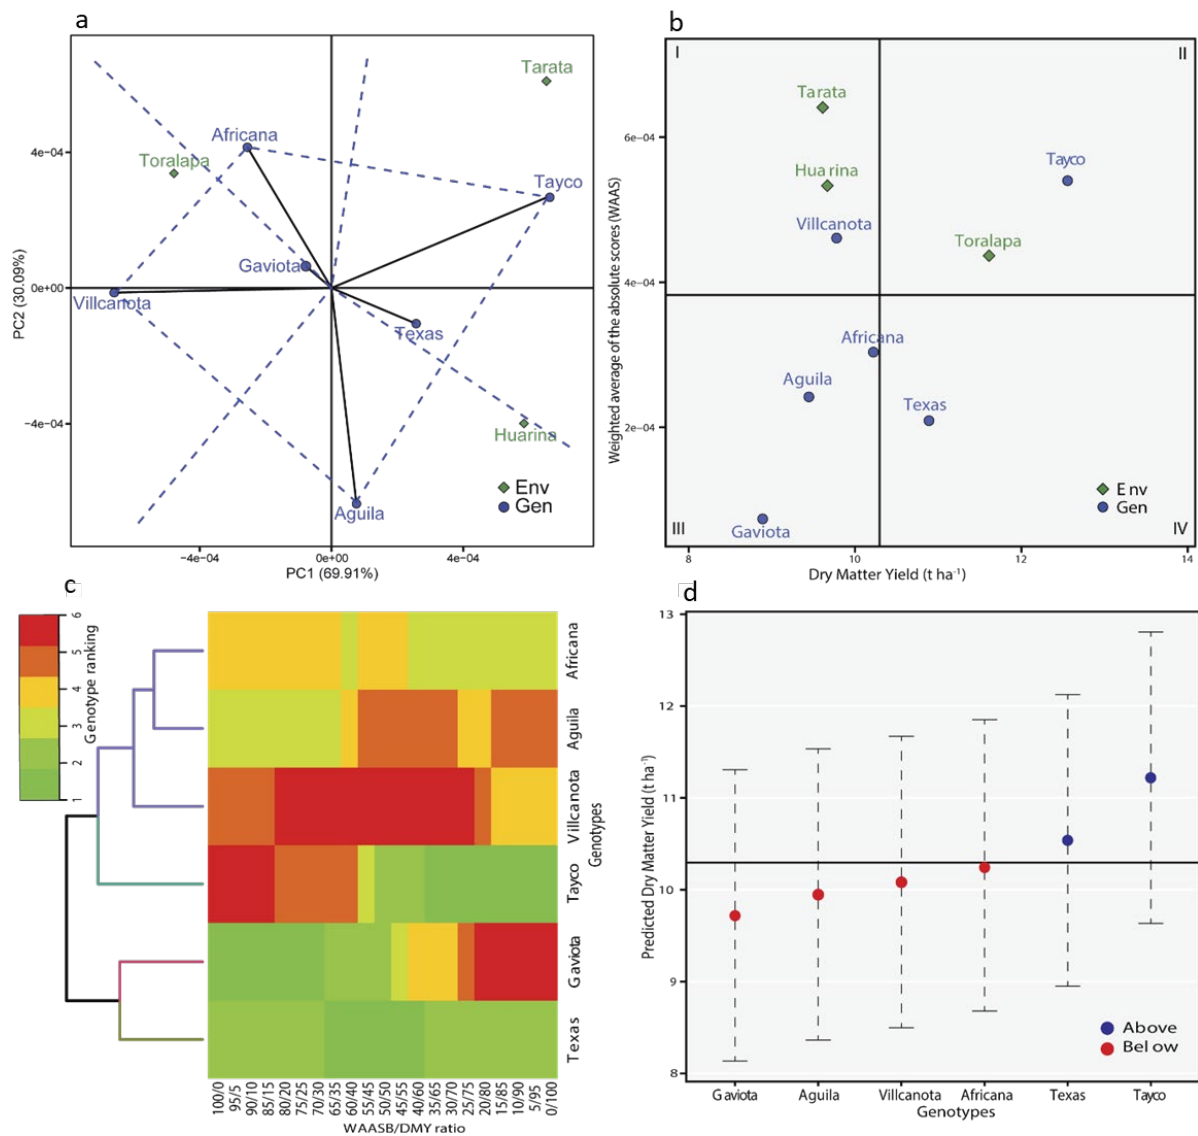 a
Tarata
Africana
4e−04
Toralapa
Tayco
Gaviota
0e+00
Villcanota
Texas
−4e−04
Huarina
Env
Gen
Aguila
−4e−04 0e+00 4e−04
PC1 (69.91%)
PC2 (30.09%)
b
I II
Tarata
6e−04
Huarina
Tayco
Villcanota
Toralapa
4e−04
Africana
Aguila
Texas
2e−04
Env
Gen
Gaviota
III IV
8 10 12 14
Dry Matter Yield (t ha⁻¹)
Weighted average of the absolute scores (WAAS)
c
6
5
4
3
2
1
Genotype ranking
Africana
Aguila
Villcanota
Tayco
Gaviota
Texas
Genotypes
100/0 95/5 90/10 85/15 80/20 75/25 70/30 65/35 60/40 55/45 50/50 45/55 40/60 35/65 30/70 25/75 20/80 15/85 10/90 5/95 0/100
WAASB/DMY ratio
d
13
12
11
10
9
8
Predicted Dry Matter Yield (t ha⁻¹)
Above
Below
Gaviota Aguila Villcanota Africana Texas Tayco
Genotypes